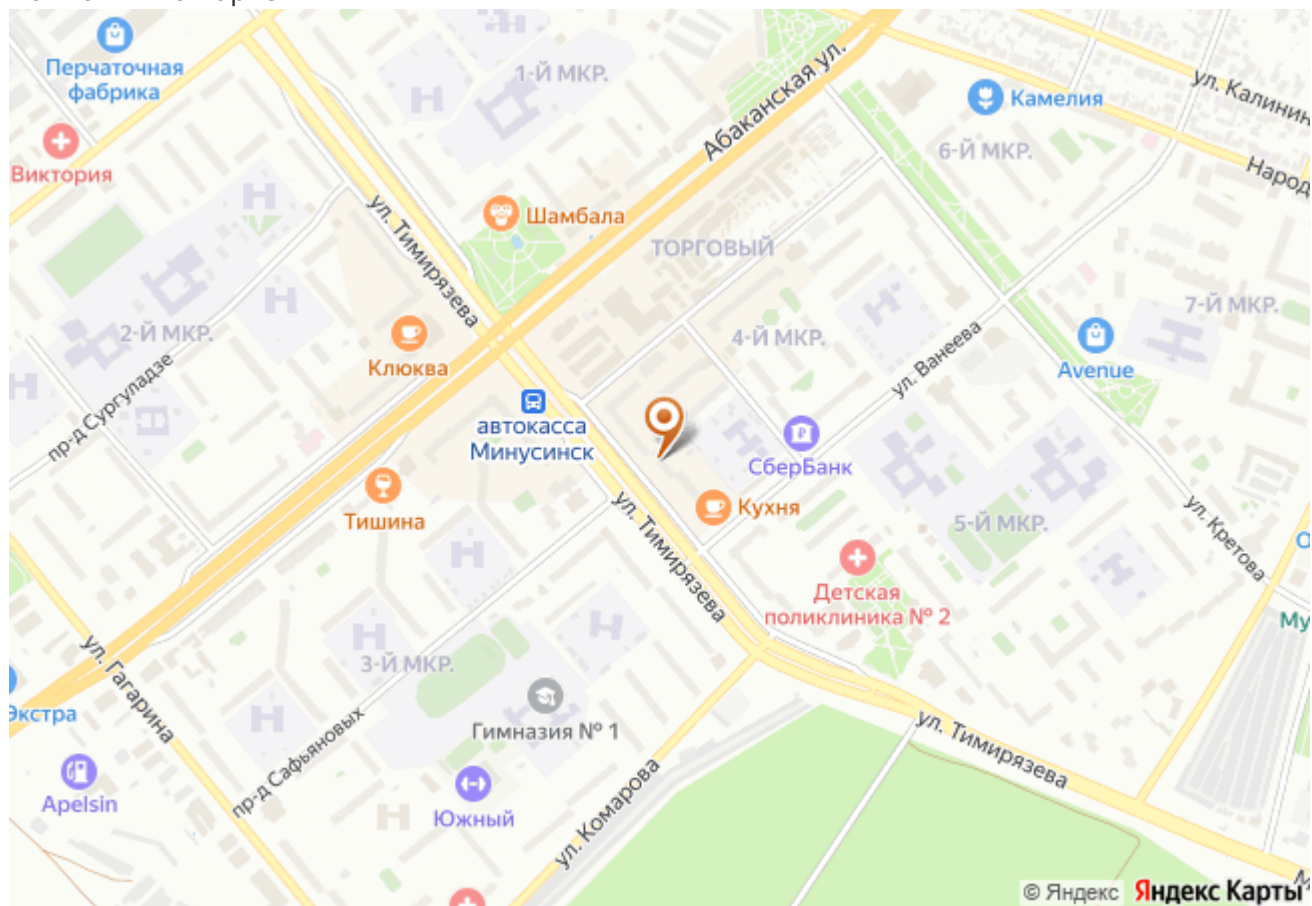 Перчаточная
фабрика
1-Й МКР.
Абаканская ул.
Камелия
ул. Калинин
6-Й МКР.
Народ
Виктория
Шамбала
ул. Тимирязева
ТОРГОВЫЙ
2-Й МКР.
7-Й МКР.
4-Й МКР.
Клюква
Avenue
ул. Ванеева
пр-д Сургуладзе
автокасса
Минусинск
СберБанк
Тишина
Кухня
ул. Тимирязева
5-Й МКР.
ул. Кретова
О
Детская
поликлиника № 2
Му
3-Й МКР.
ул. Гагарина
Экстра
Гимназия № 1
ул. Тимирязева
пр-д Сафьяновых
Apelsin
Южный
ул. Комарова
М
© Яндекс Яндекс Карты